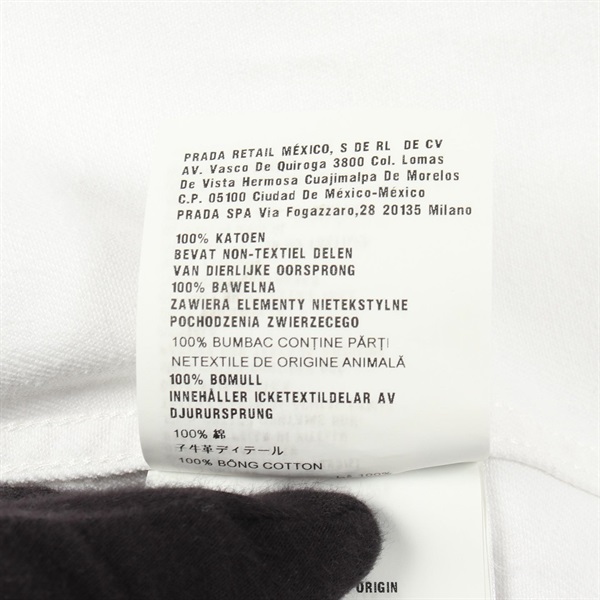 PRADA RETAIL MÉXICO, S DE RL DE CV
AV. Vasco De Quiroga 3800 Col. Lomas
De Vista Hermosa Cuajimalpa De Morelos
C.P. 05100 Ciudad De México-México
PRADA SPA Via Fogazzaro,28 20135 Milano
100% KATOEN
BEVAT NON-TEXTIEL DELEN
VAN DIERLIJKE OORSPRONG
100% BAWELNA
ZAWIERA ELEMENTY NIETEKSTYLNE
POCHODZENIA ZWIERZECEGO
100% BUMBAC CONȚINE PĂRȚI
NETEXTILE DE ORIGINE ANIMALĂ
100% BOMULL
INNEHÅLLER ICKETEXTILDELAR AV
DJURURSPRUNG
100% 綿
子牛革ディテール
100% BÔNG COTTON
100%
ORIGIN